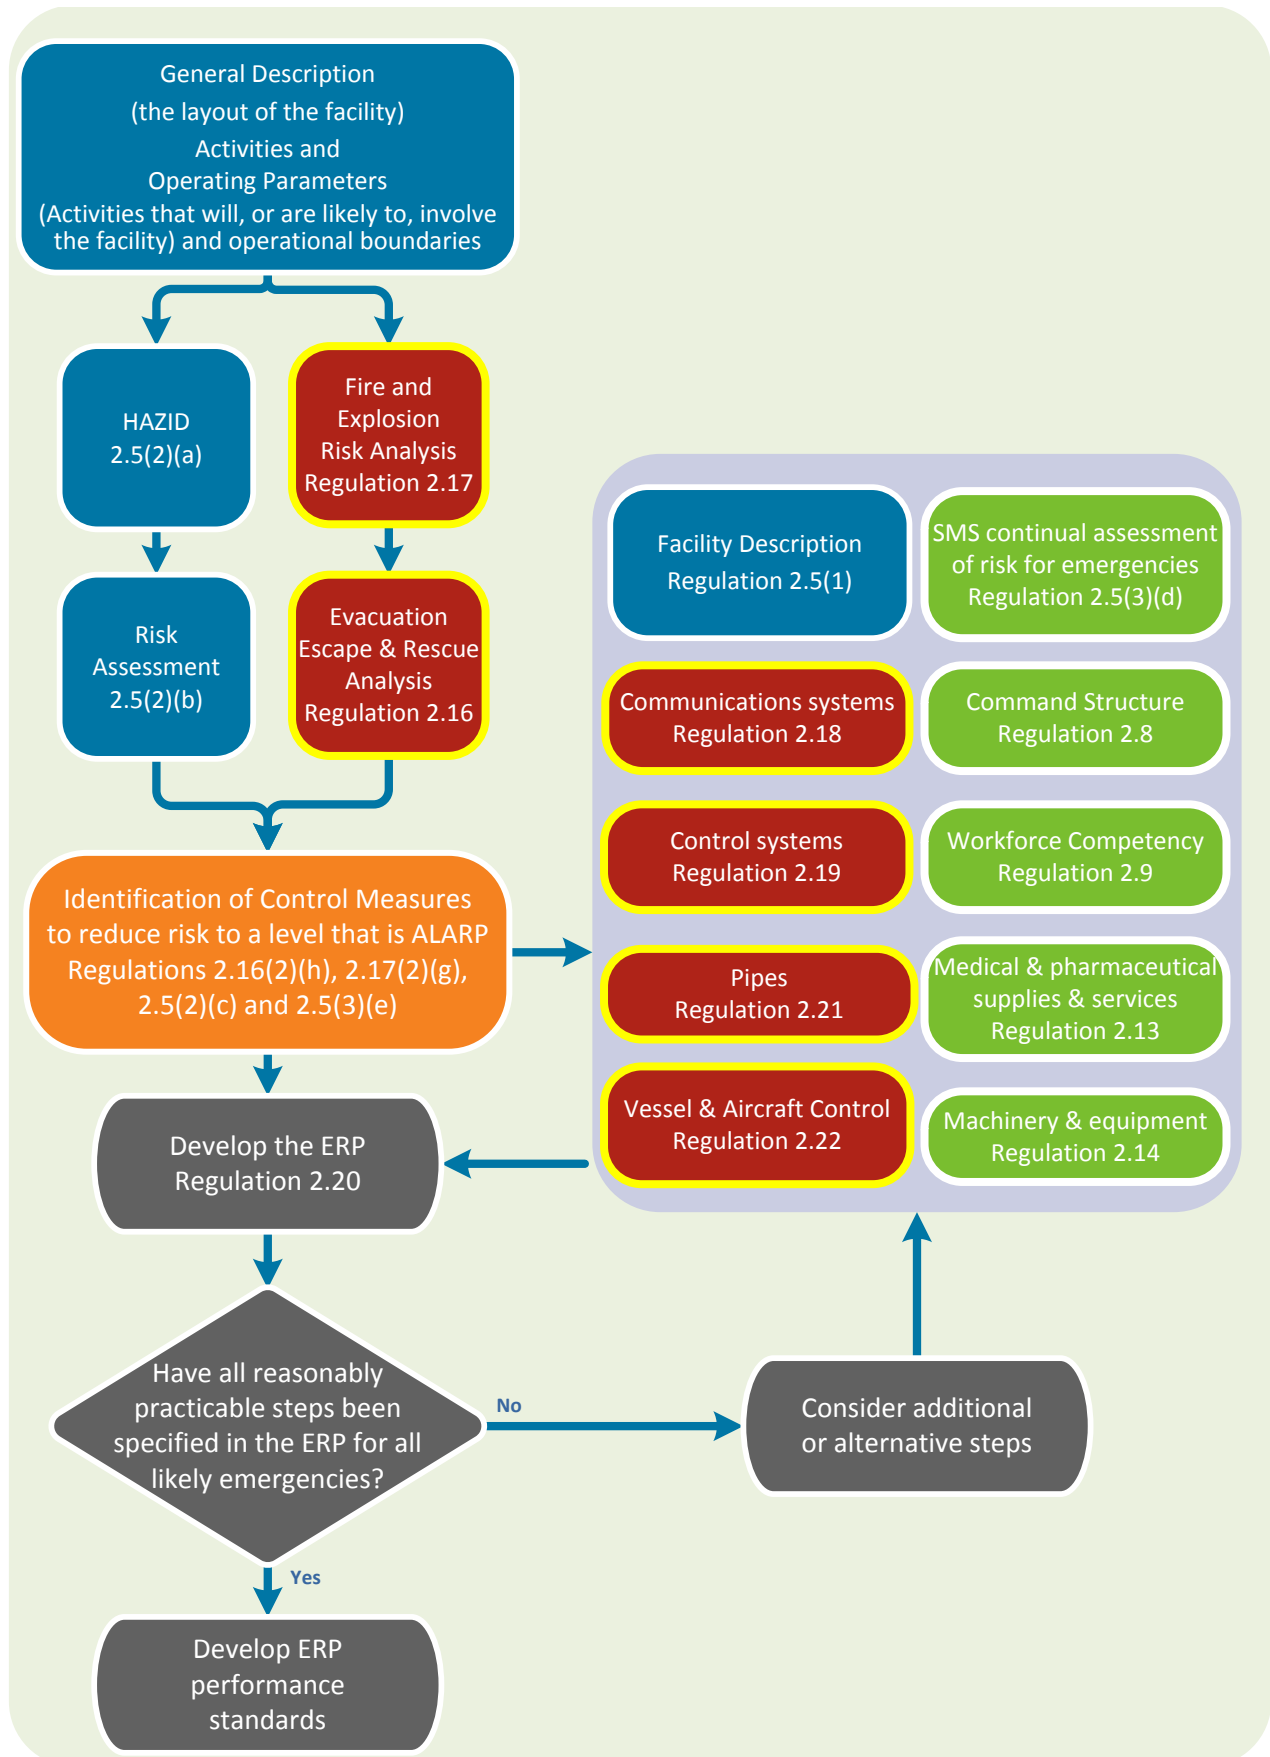 General Description
(the layout of the facility)
Activities and
Operating Parameters
(Activities that will, or are likely to, involve
the facility) and operational boundaries
HAZID
2.5(2)(a)
Fire and
Explosion
Risk Analysis
Regulation 2.17
Risk
Assessment
2.5(2)(b)
Evacuation
Escape & Rescue
Analysis
Regulation 2.16
Identification of Control Measures
to reduce risk to a level that is ALARP
Regulations 2.16(2)(h), 2.17(2)(g),
2.5(2)(c) and 2.5(3)(e)
Facility Description
Regulation 2.5(1)
SMS continual assessment
of risk for emergencies
Regulation 2.5(3)(d)
Communications systems
Regulation 2.18
Command Structure
Regulation 2.8
Control systems
Regulation 2.19
Workforce Competency
Regulation 2.9
Pipes
Regulation 2.21
Medical & pharmaceutical
supplies & services
Regulation 2.13
Vessel & Aircraft Control
Regulation 2.22
Machinery & equipment
Regulation 2.14
Develop the ERP
Regulation 2.20
Have all reasonably
practicable steps been
specified in the ERP for all
likely emergencies?
No
Consider additional
or alternative steps
Yes
Develop ERP
performance
standards